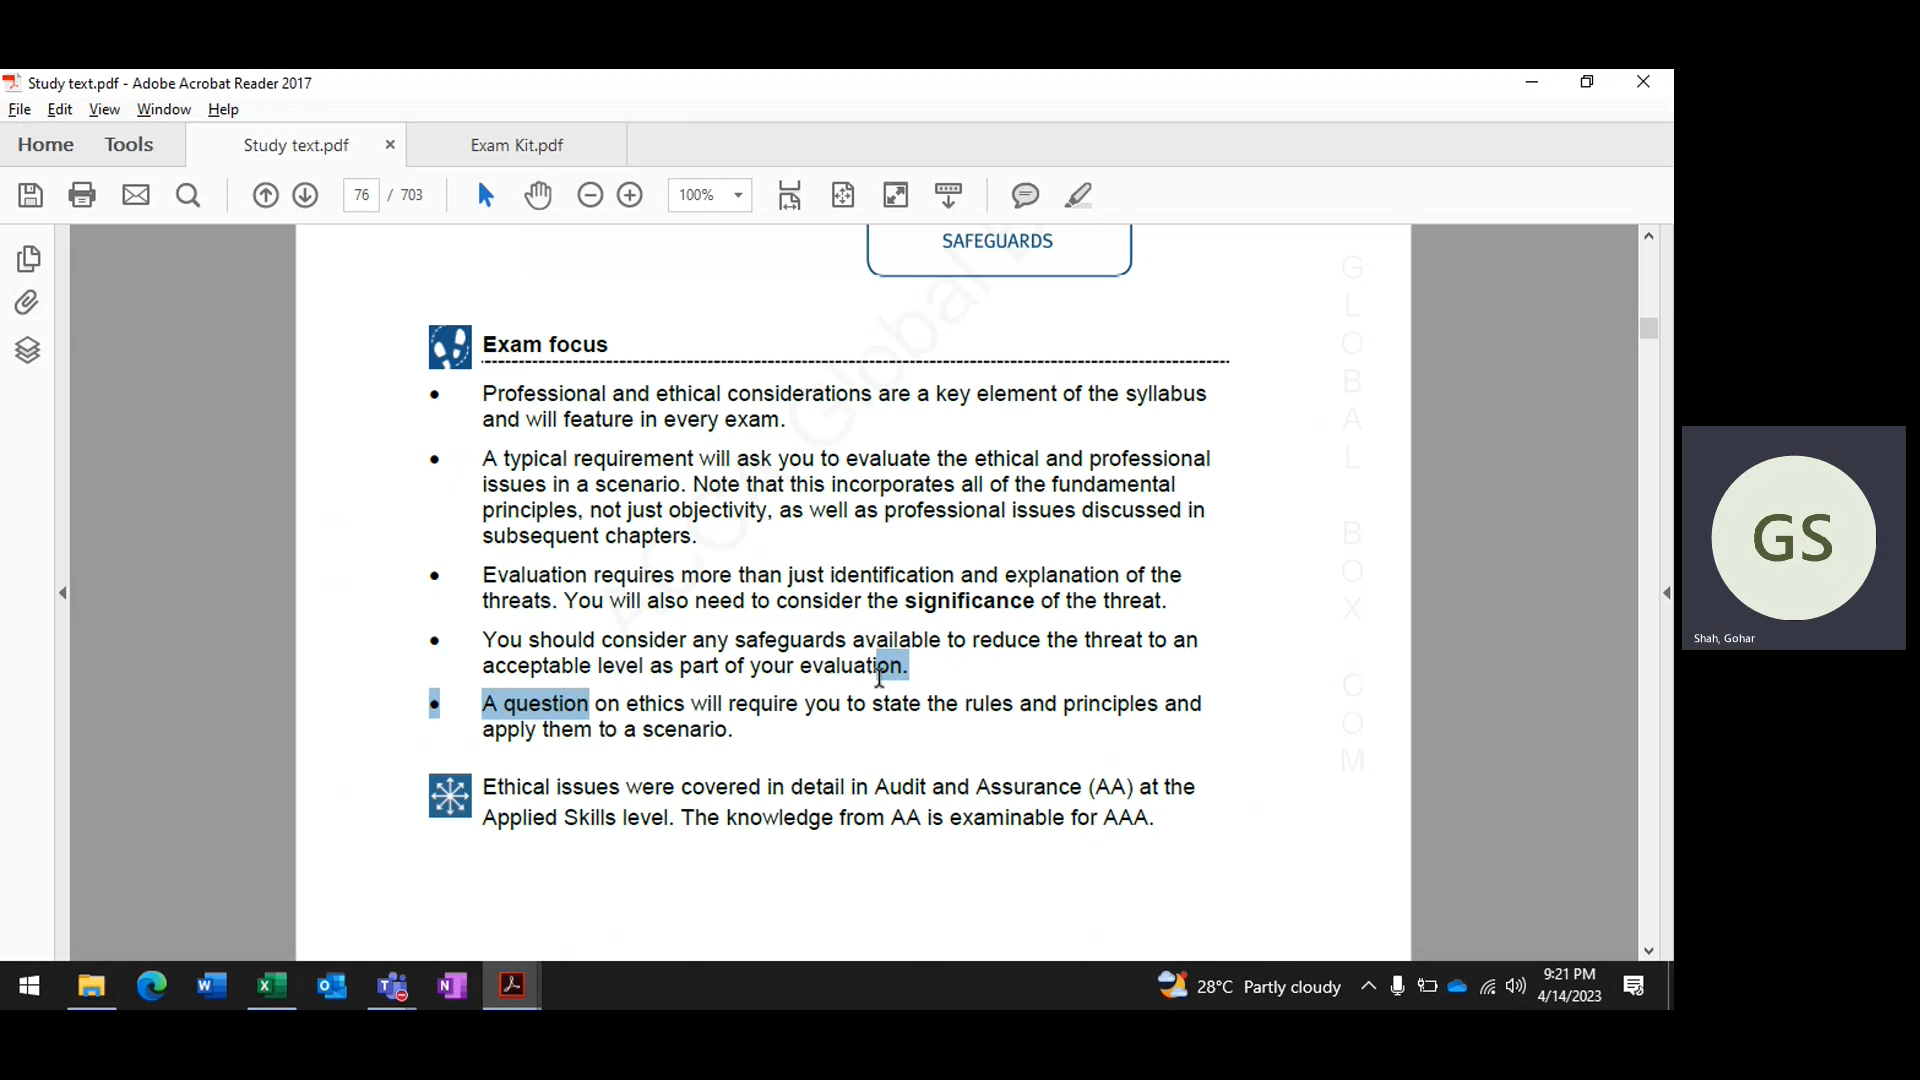 Study text.pdf - Adobe Acrobat Reader 2017
File Edit View Window Help
Home Tools Study text.pdf Exam Kit.pdf
76 / 703 100%
SAFEGUARDS
Exam focus
• Professional and ethical considerations are a key element of the syllabus
and will feature in every exam.
• A typical requirement will ask you to evaluate the ethical and professional
issues in a scenario. Note that this incorporates all of the fundamental
principles, not just objectivity, as well as professional issues discussed in
subsequent chapters.
• Evaluation requires more than just identification and explanation of the
threats. You will also need to consider the significance of the threat.
• You should consider any safeguards available to reduce the threat to an
acceptable level as part of your evaluation.
• A question on ethics will require you to state the rules and principles and
apply them to a scenario.
Ethical issues were covered in detail in Audit and Assurance (AA) at the
Applied Skills level. The knowledge from AA is examinable for AAA.
GLOBAL BOX.COM
Global
GS
Shah, Gohar
28°C Partly cloudy
9:21 PM
4/14/2023